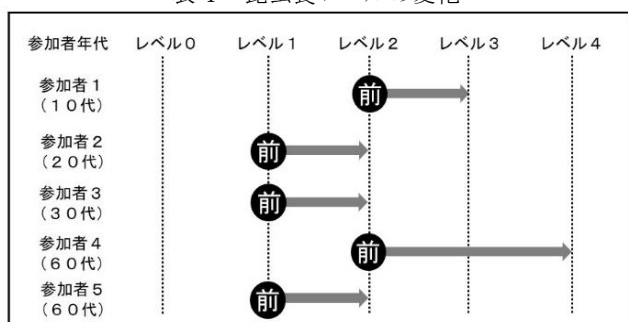 参加者年代 レベル0 レベル1 レベル2 レベル3 レベル4
参加者1
(10代)
前
参加者2
(20代)
前
参加者3
(30代)
前
参加者4
(60代)
前
参加者5
(60代)
前